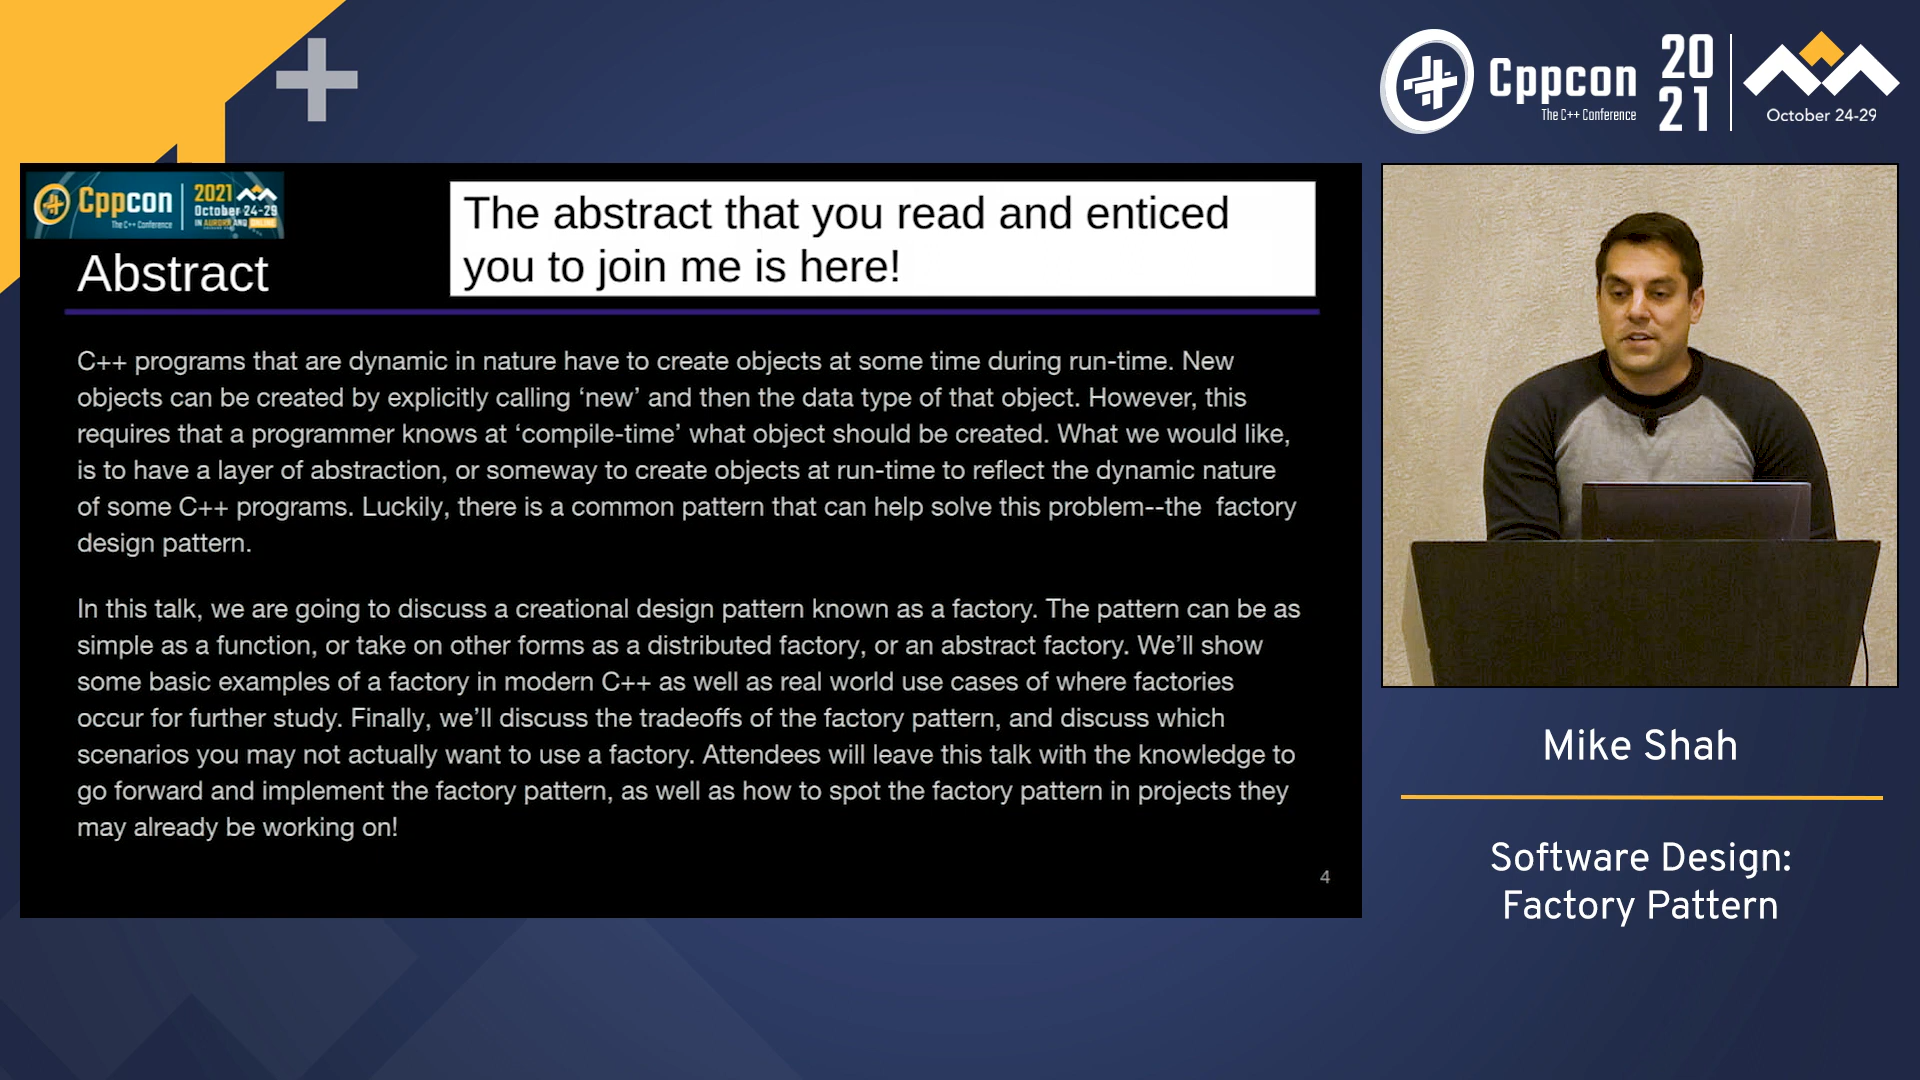 Cppcon
The C++ Conference
20
21
October 24-29
Cppcon
The C++ Conference
2021
October 24-29
IN AURORA AND ONLINE
The abstract that you read and enticed
you to join me is here!
Abstract
C++ programs that are dynamic in nature have to create objects at some time during run-time. New
objects can be created by explicitly calling ‘new’ and then the data type of that object. However, this
requires that a programmer knows at ‘compile-time’ what object should be created. What we would like,
is to have a layer of abstraction, or someway to create objects at run-time to reflect the dynamic nature
of some C++ programs. Luckily, there is a common pattern that can help solve this problem--the  factory
design pattern.
In this talk, we are going to discuss a creational design pattern known as a factory. The pattern can be as
simple as a function, or take on other forms as a distributed factory, or an abstract factory. We’ll show
some basic examples of a factory in modern C++ as well as real world use cases of where factories
occur for further study. Finally, we’ll discuss the tradeoffs of the factory pattern, and discuss which
scenarios you may not actually want to use a factory. Attendees will leave this talk with the knowledge to
go forward and implement the factory pattern, as well as how to spot the factory pattern in projects they
may already be working on!
4
Mike Shah
Software Design:
Factory Pattern